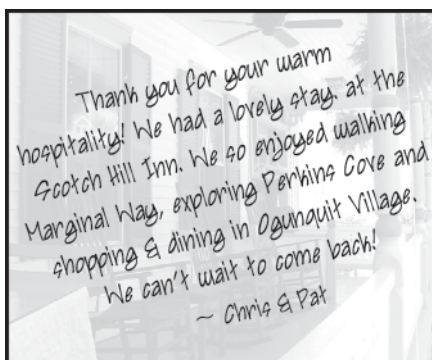 Thank you for your warm
hospitality! We had a lovely stay. at the
Scotch Hill Inn. We so enjoyed walking
Marginal Way, exploring Perkins Cove and
shopping & dining in Ogunquit Village.
We can't wait to come back!
~ Chris & Pat